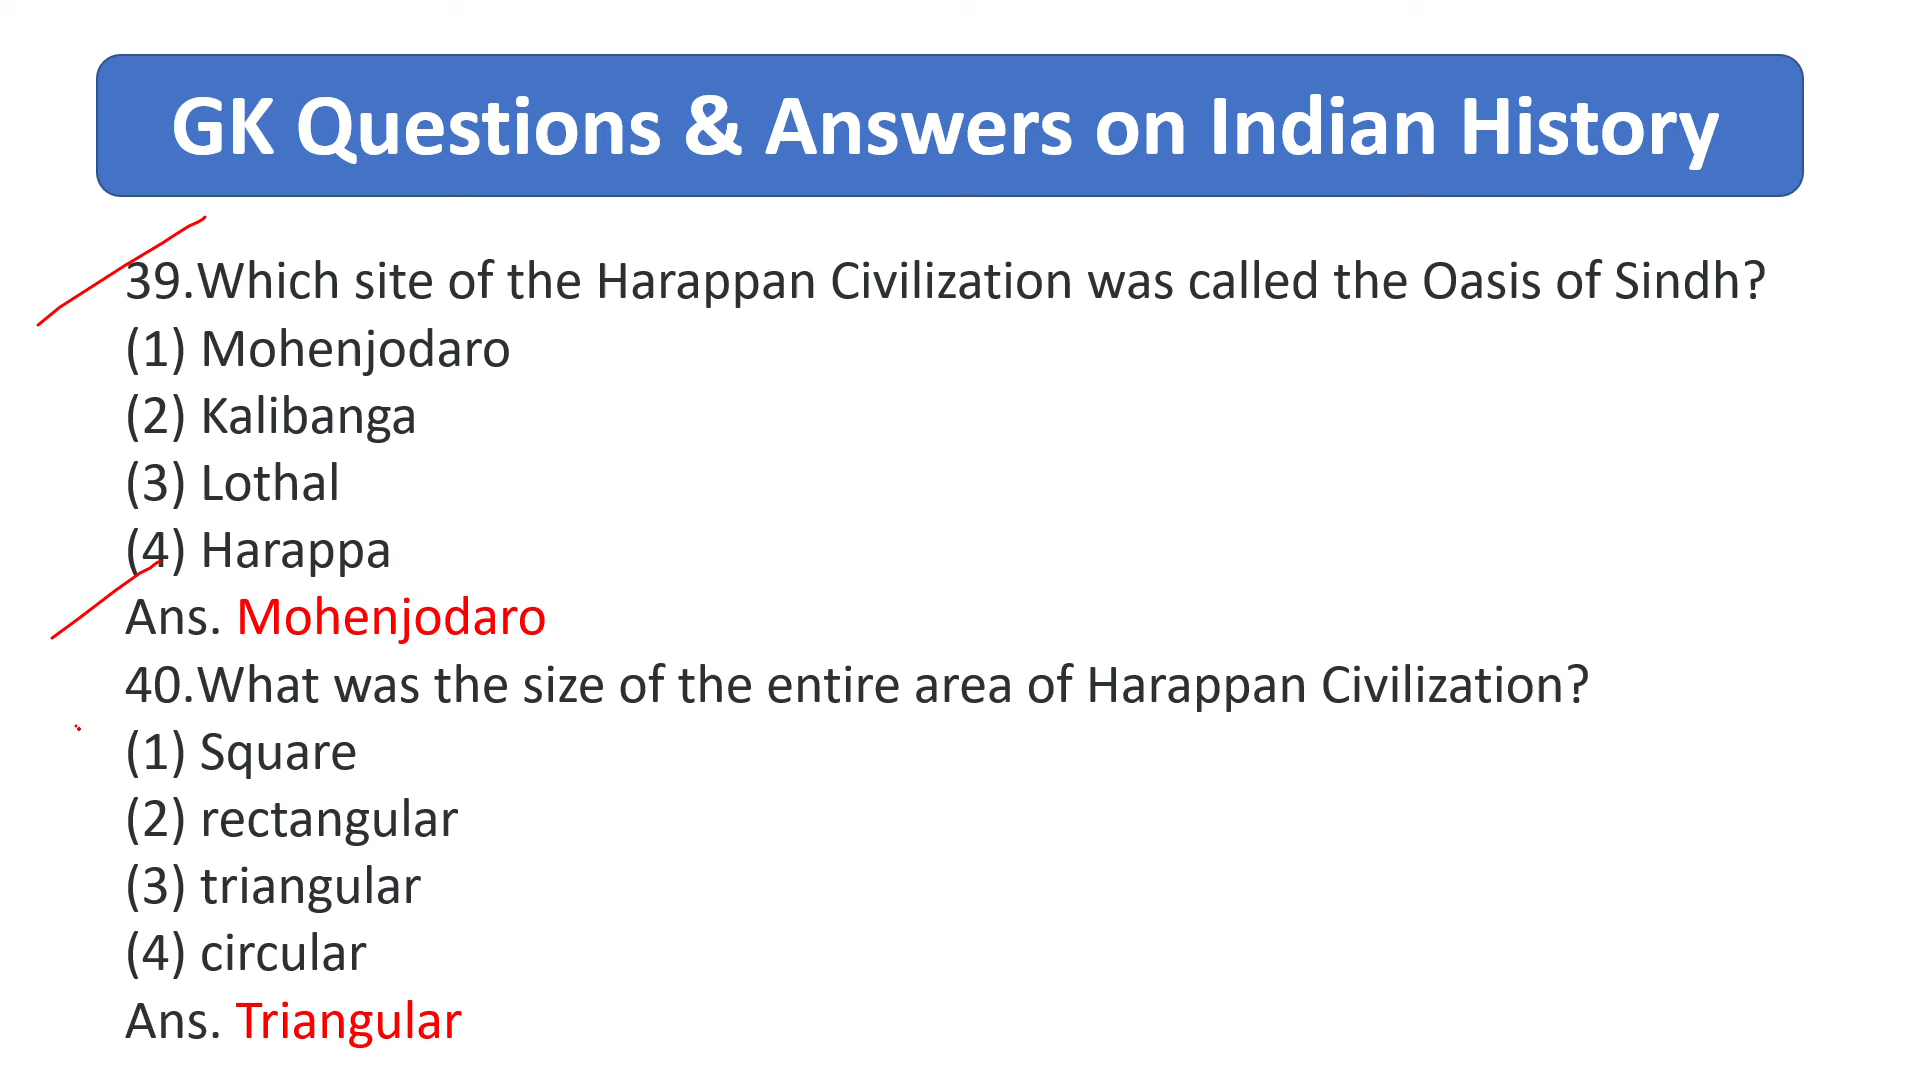 GK Questions & Answers on Indian History
39.Which site of the Harappan Civilization was called the Oasis of Sindh?
(1) Mohenjodaro
(2) Kalibanga
(3) Lothal
(4) Harappa
Ans. Mohenjodaro
40.What was the size of the entire area of Harappan Civilization?
(1) Square
(2) rectangular
(3) triangular
(4) circular
Ans. Triangular